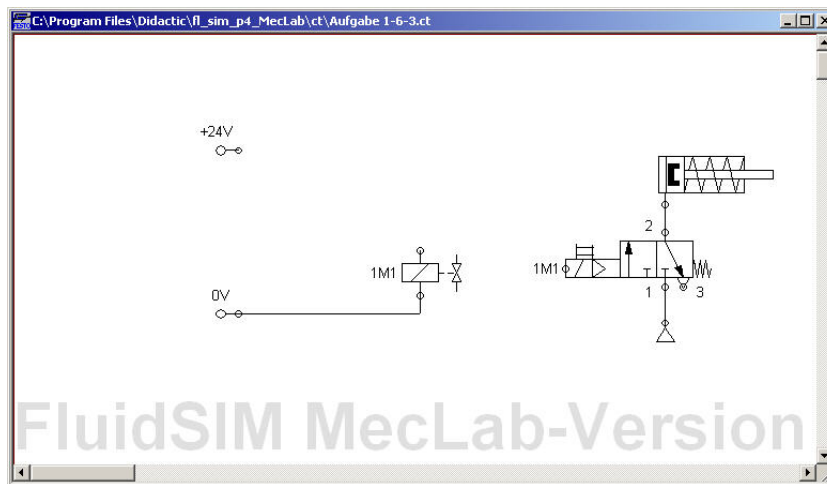 C:\Program Files\Didactic\fl_sim_p4_MecLab\ct\Aufgabe 1-6-3.ct
+24V
2
1M1
1M1
1
3
0V
FluidSIM MecLab-Version